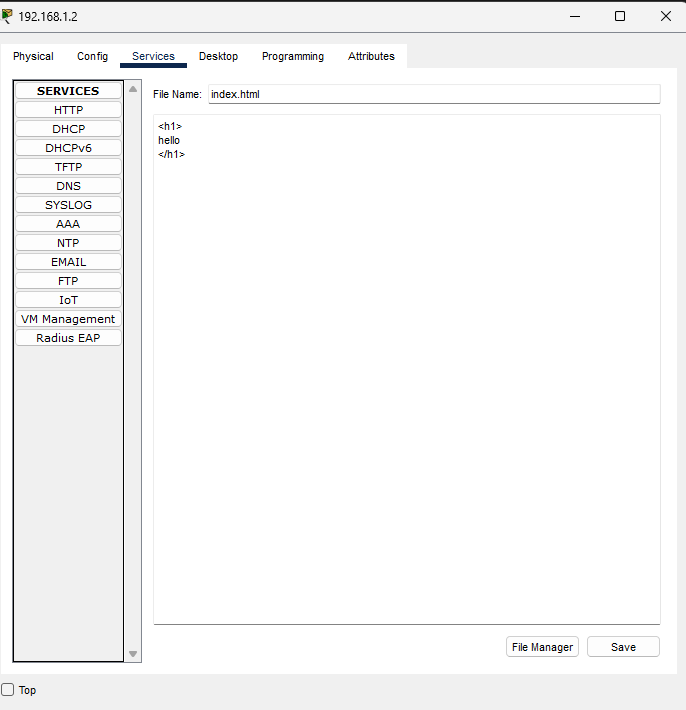 192.168.1.2
Physical Config Services Desktop Programming Attributes
SERVICES
HTTP
DHCP
DHCPv6
TFTP
DNS
SYSLOG
AAA
NTP
EMAIL
FTP
IoT
VM Management
Radius EAP
File Name: index.html
<h1>
hello
</h1>
File Manager Save
Top